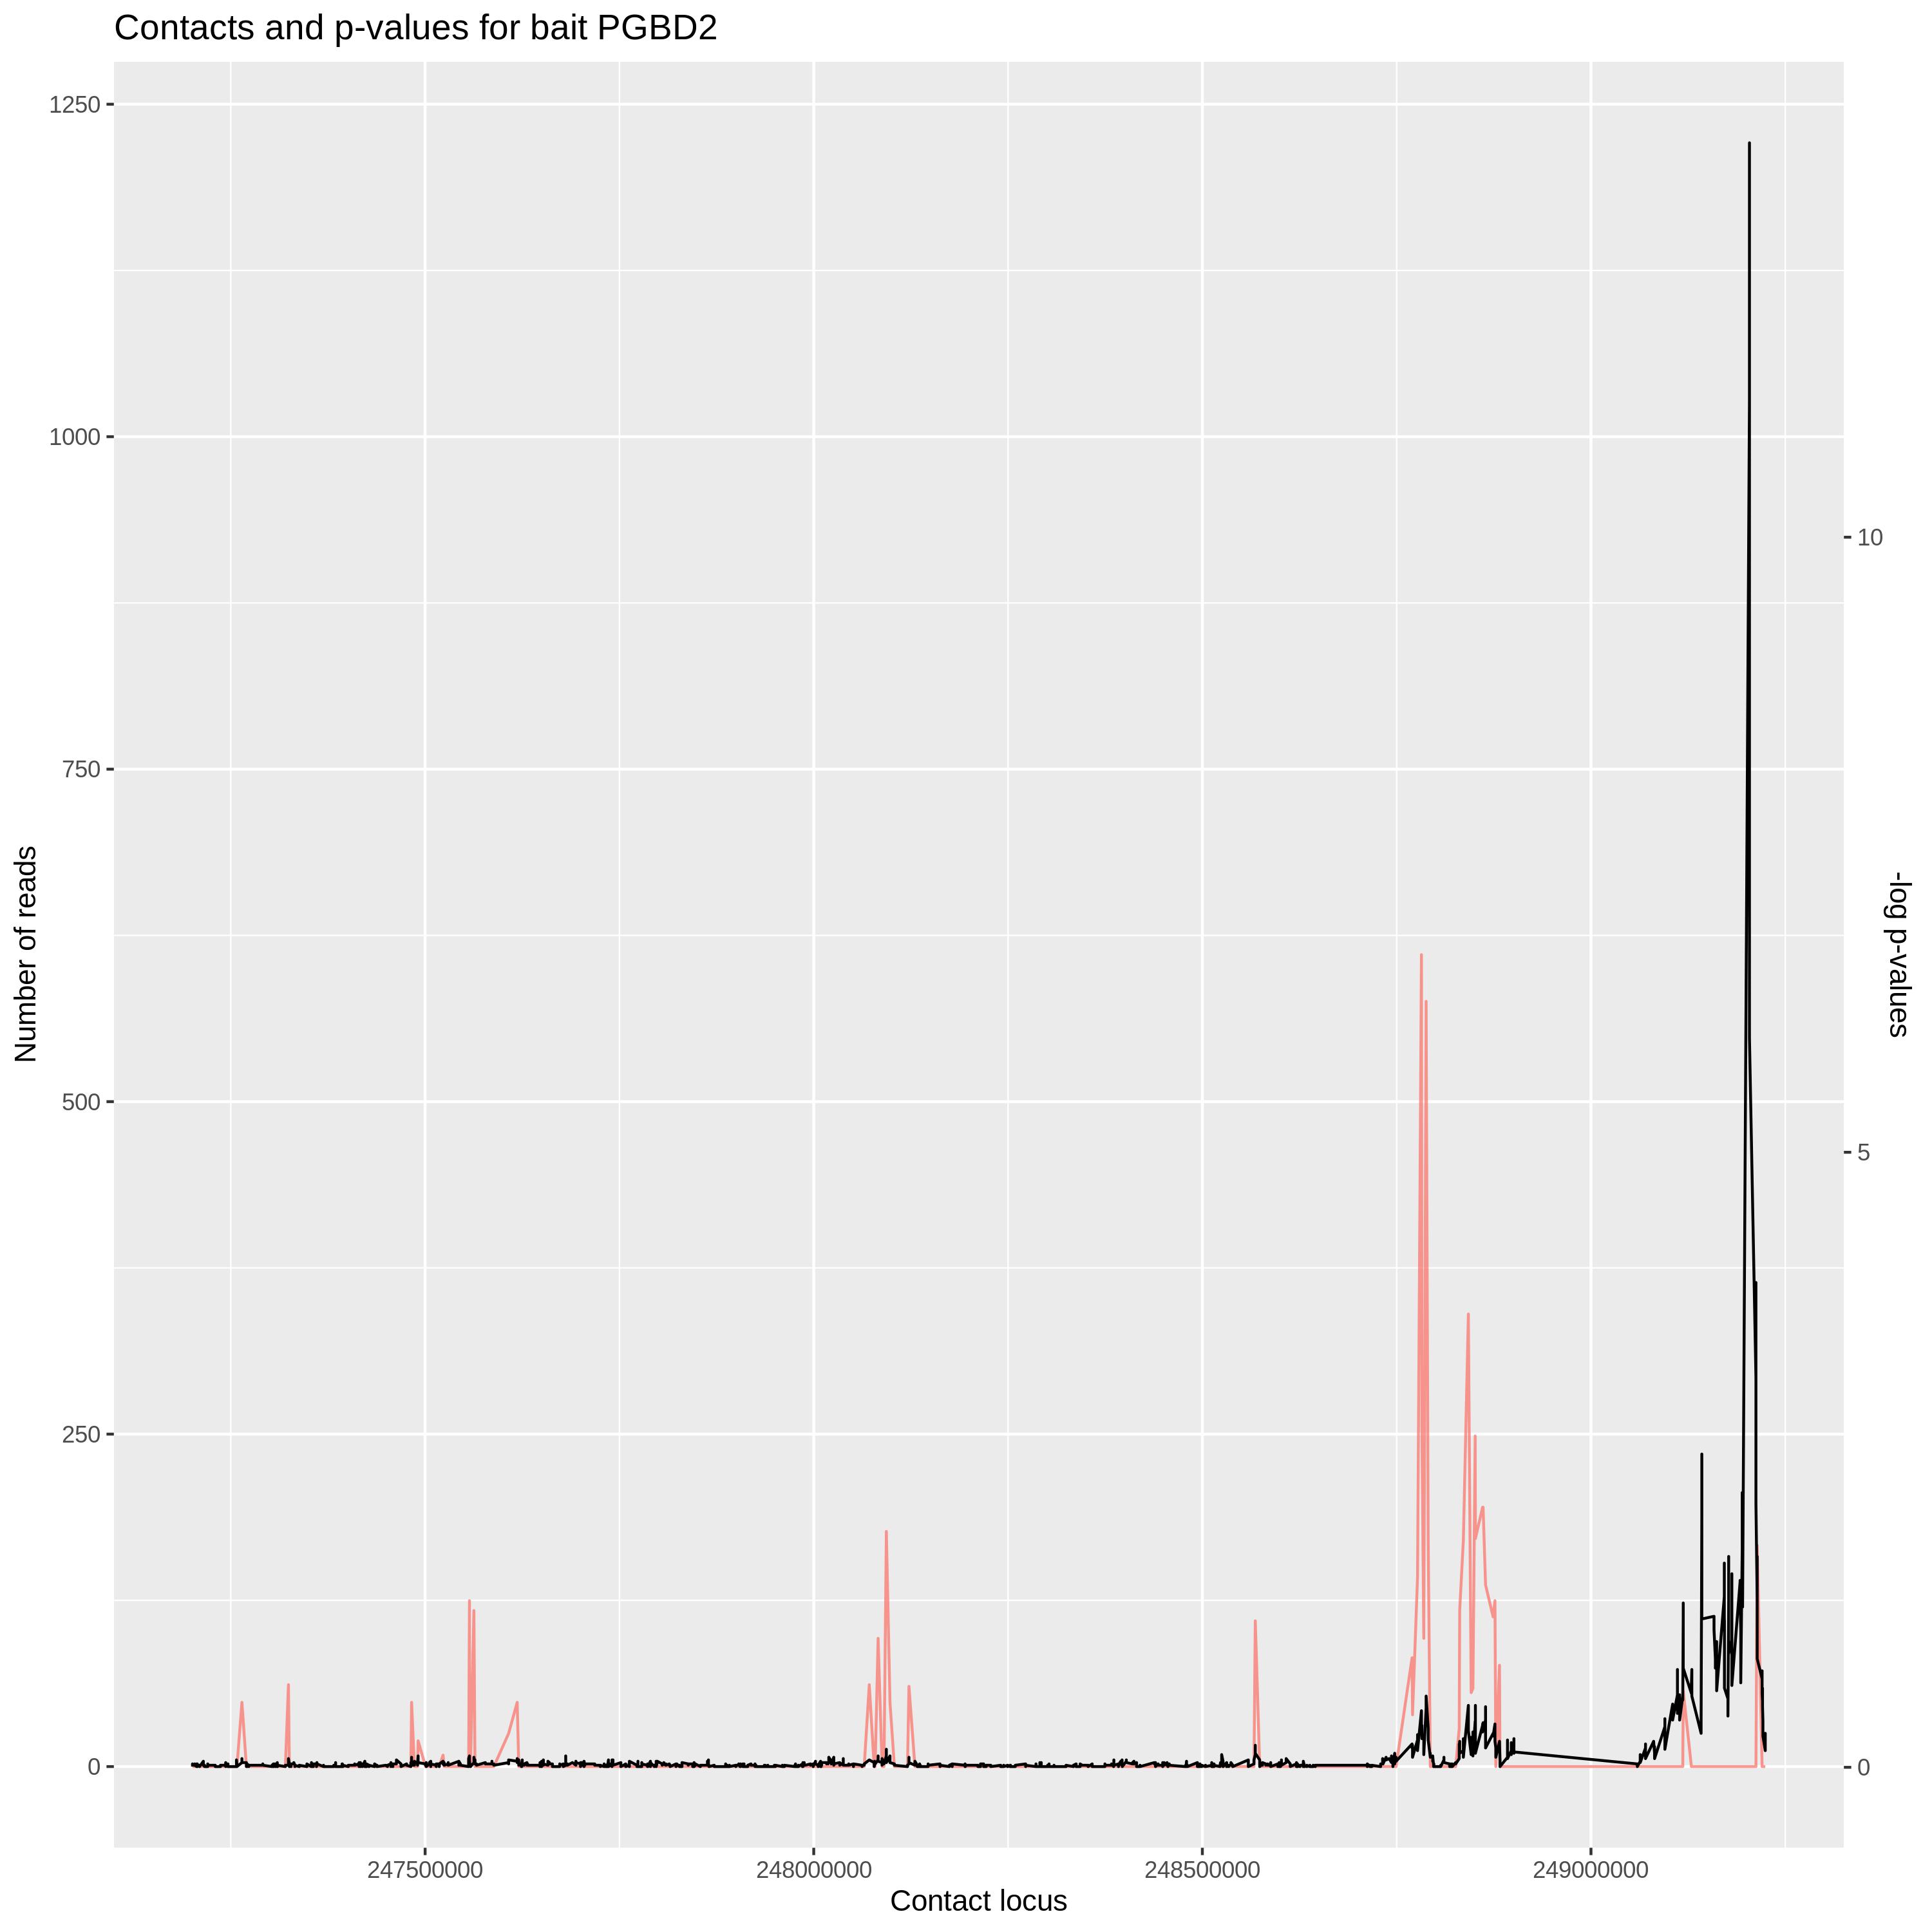 Contacts and p-values for bait PGBD2
1250
1000
750
500
250
0
Number of reads
10
5
0
-log p-values
247500000 248000000 248500000 249000000
Contact locus